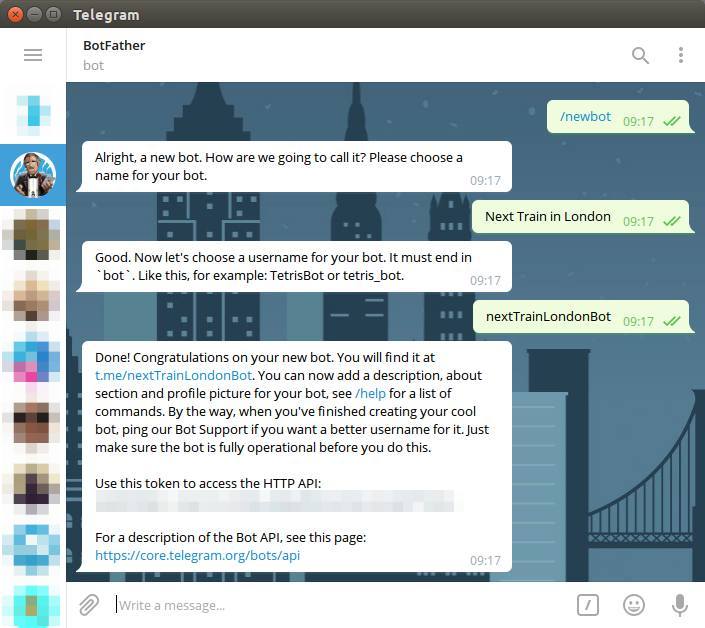 Telegram
BotFather
bot
/newbot 09:17
Alright, a new bot. How are we going to call it? Please choose a
name for your bot. 09:17
Next Train in London 09:17
Good. Now let's choose a username for your bot. It must end in
`bot`. Like this, for example: TetrisBot or tetris_bot. 09:17
nextTrainLondonBot 09:17
Done! Congratulations on your new bot. You will find it at
t.me/nextTrainLondonBot. You can now add a description, about
section and profile picture for your bot, see /help for a list of
commands. By the way, when you've finished creating your cool
bot, ping our Bot Support if you want a better username for it. Just
make sure the bot is fully operational before you do this.
Use this token to access the HTTP API:
For a description of the Bot API, see this page:
https://core.telegram.org/bots/api 09:17
Write a message...